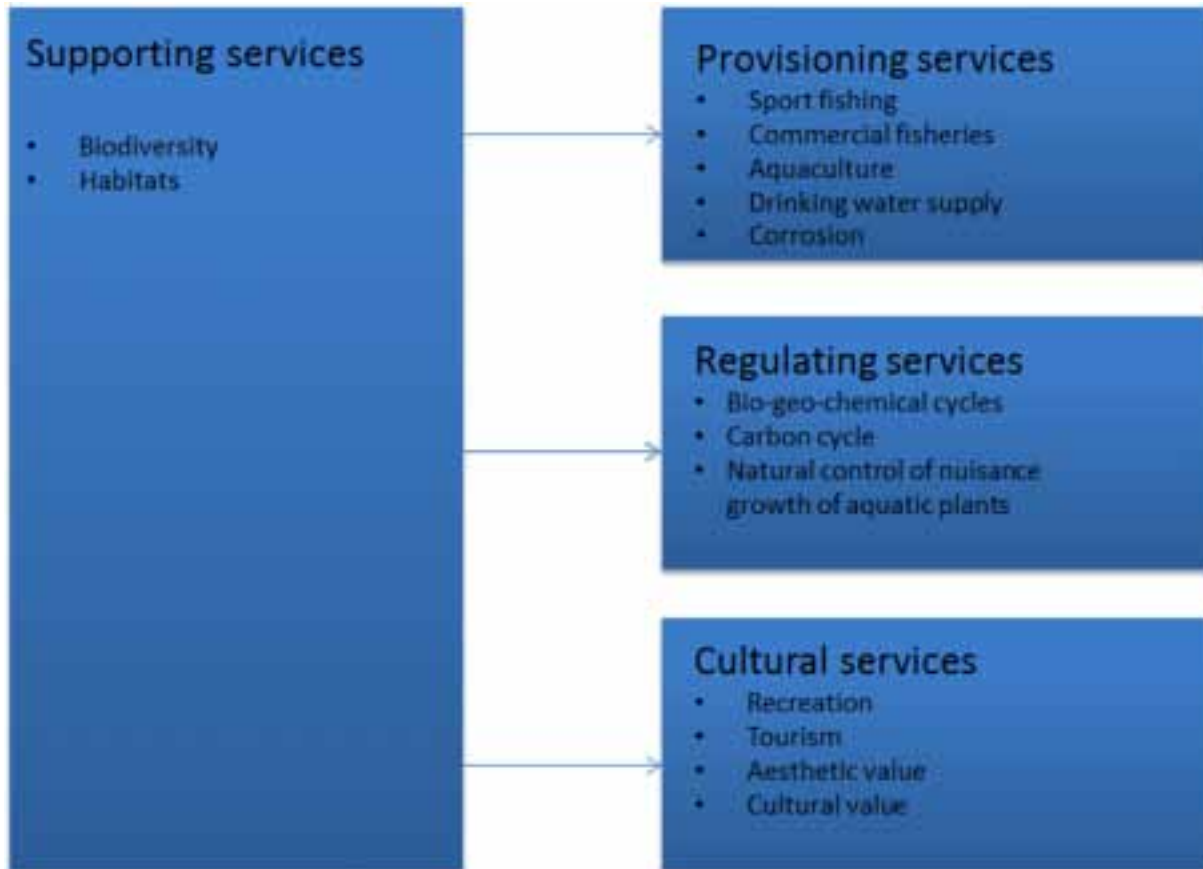 Supporting services
• Biodiversity
• Habitats
Provisioning services
• Sport fishing
• Commercial fisheries
• Aquaculture
• Drinking water supply
• Corrosion
Regulating services
• Bio-geo-chemical cycles
• Carbon cycle
• Natural control of nuisance
growth of aquatic plants
Cultural services
• Recreation
• Tourism
• Aesthetic value
• Cultural value